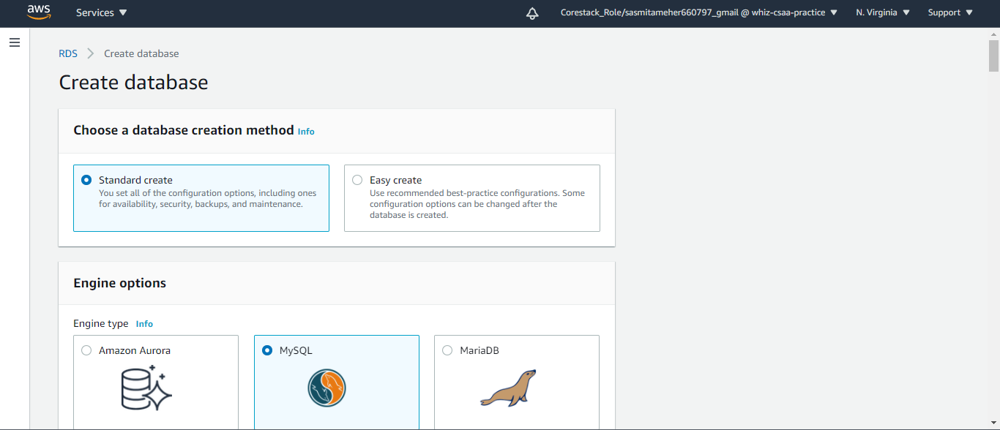 aws
Services
Corestack_Role/sasmitameher660797_gmail @ whiz-csaa-practice
N. Virginia
Support
RDS
Create database
Create database
Choose a database creation method Info
Standard create
You set all of the configuration options, including ones
for availability, security, backups, and maintenance.
Easy create
Use recommended best-practice configurations. Some
configuration options can be changed after the
database is created.
Engine options
Engine type Info
Amazon Aurora
MySQL
MariaDB